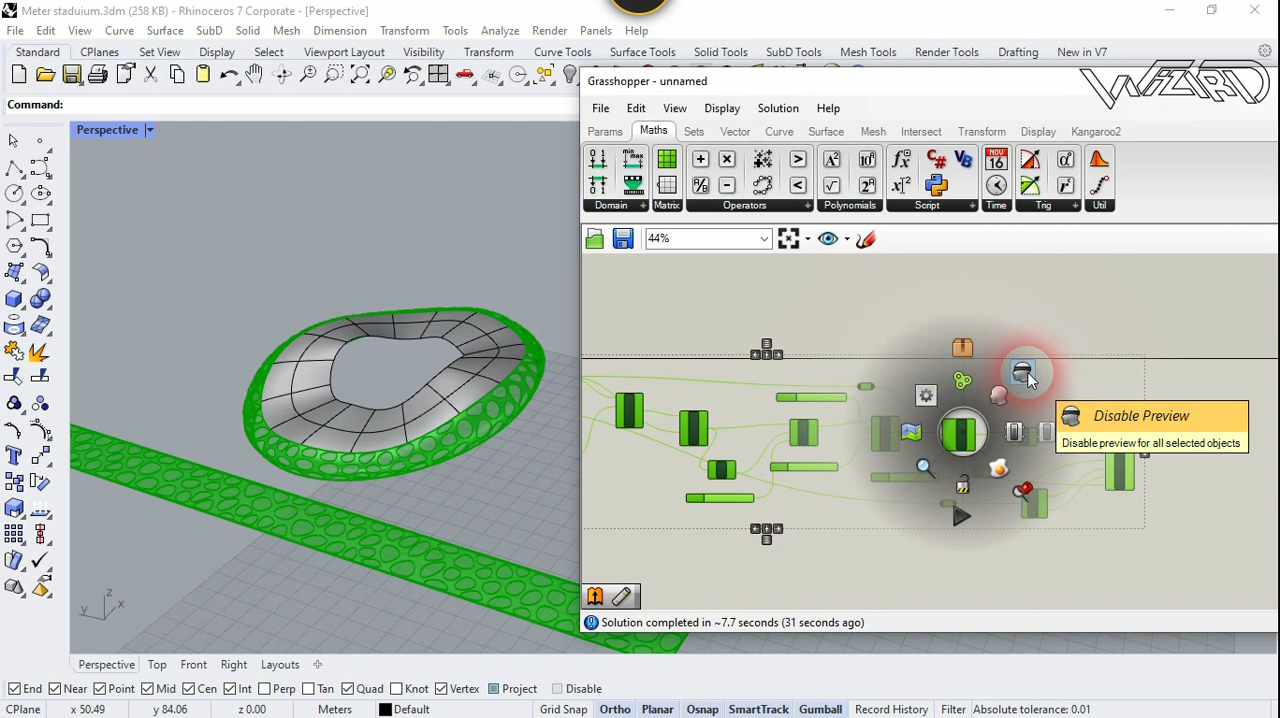 Meter staduium.3dm (258 KB) - Rhinoceros 7 Corporate - [Perspective]
File Edit View Curve Surface SubD Solid Mesh Dimension Transform Tools Analyze Render Panels Help
Standard CPlanes Set View Display Select Viewport Layout Visibility Transform Curve Tools Surface Tools Solid Tools SubD Tools Mesh Tools Render Tools Drafting New in V7
Command:
Perspective
Grasshopper - unnamed
WIZARD
File Edit View Display Solution Help
Params Maths Sets Vector Curve Surface Mesh Intersect Transform Display Kangaroo2
Domain Matrix Operators Polynomials Script Time Trig Util
44%
Disable Preview
Disable preview for all selected objects
Solution completed in ~7.7 seconds (31 seconds ago)
z
y x
Perspective Top Front Right Layouts
End Near Point Mid Cen Int Perp Tan Quad Knot Vertex Project Disable
CPlane x 50.49 y 84.06 z 0.00 Meters Default Grid Snap Ortho Planar Osnap SmartTrack Gumball Record History Filter Absolute tolerance: 0.01